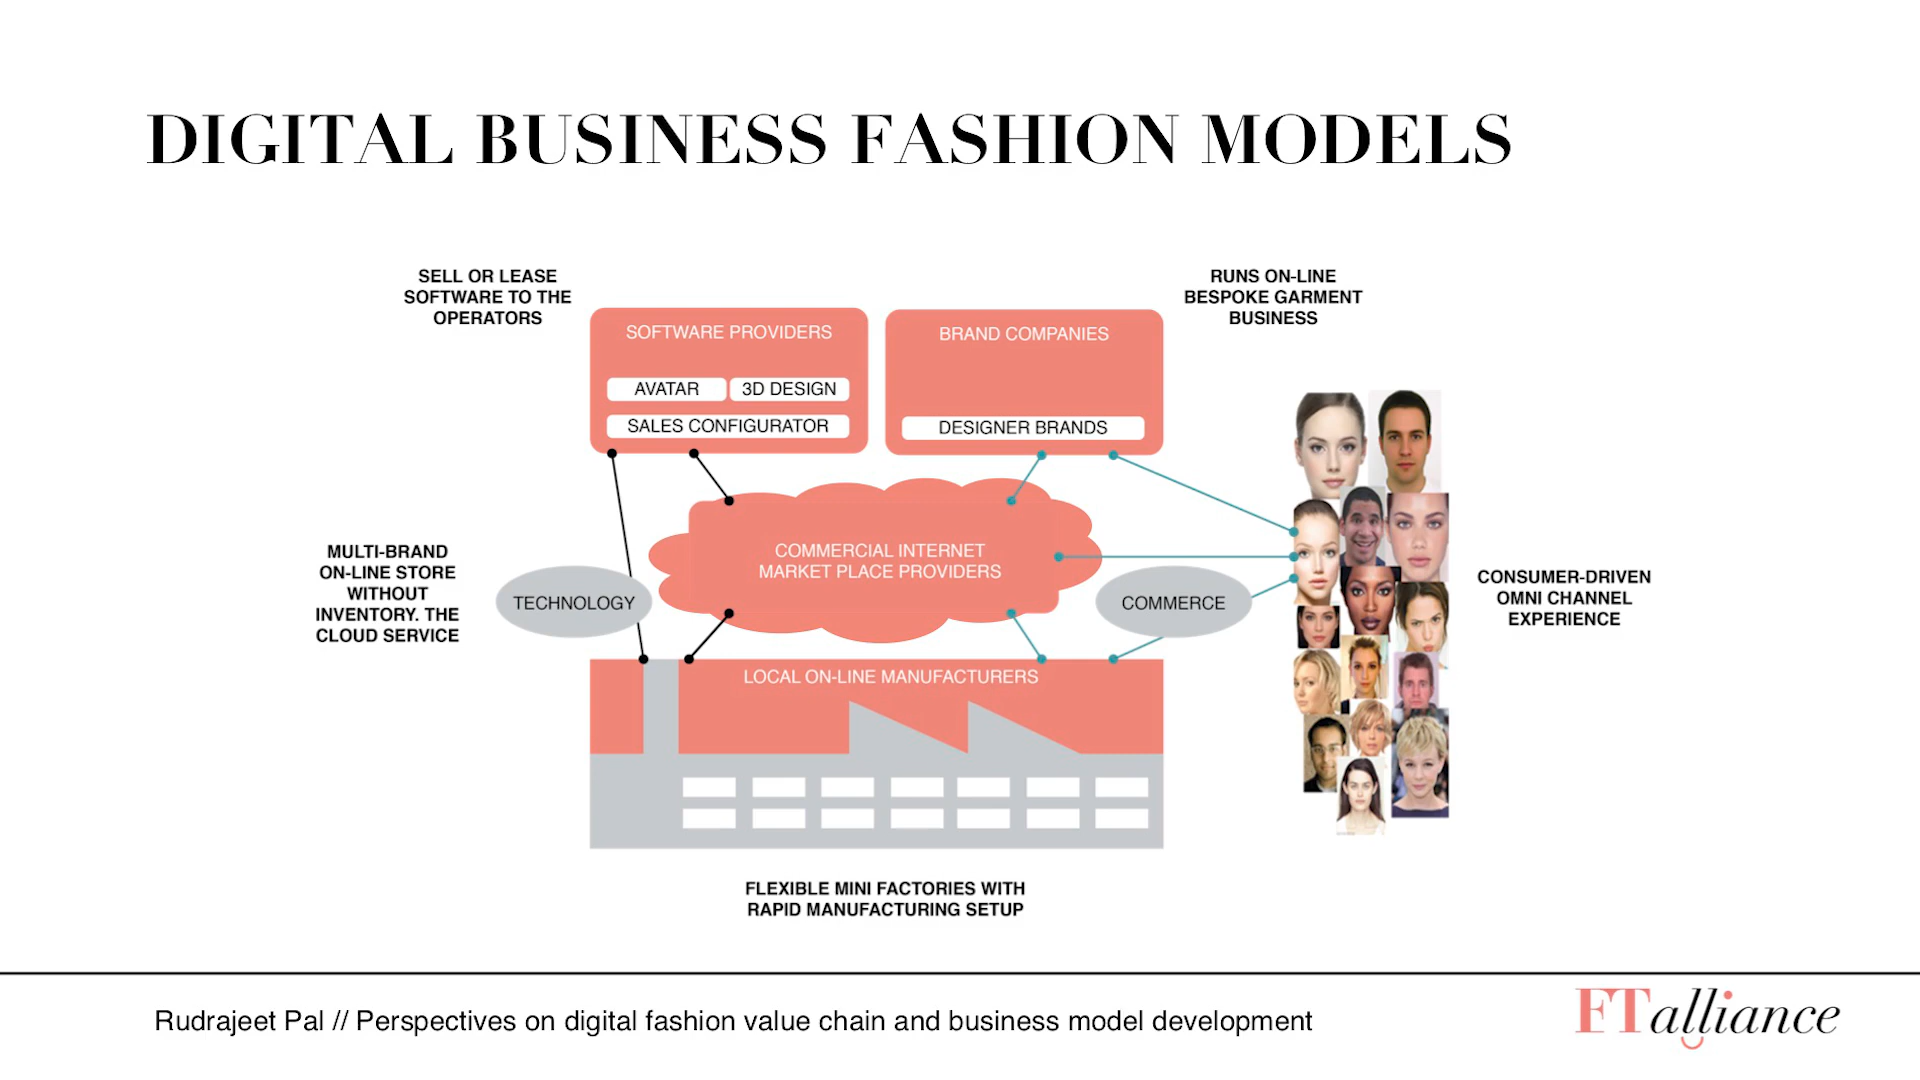 DIGITAL BUSINESS FASHION MODELS
SELL OR LEASE
SOFTWARE TO THE
OPERATORS
RUNS ON-LINE
BESPOKE GARMENT
BUSINESS
SOFTWARE PROVIDERS
AVATAR
3D DESIGN
SALES CONFIGURATOR
BRAND COMPANIES
DESIGNER BRANDS
MULTI-BRAND
ON-LINE STORE
WITHOUT
INVENTORY. THE
CLOUD SERVICE
TECHNOLOGY
COMMERCIAL INTERNET
MARKET PLACE PROVIDERS
COMMERCE
CONSUMER-DRIVEN
OMNI CHANNEL
EXPERIENCE
LOCAL ON-LINE MANUFACTURERS
FLEXIBLE MINI FACTORIES WITH
RAPID MANUFACTURING SETUP
Rudrajeet Pal // Perspectives on digital fashion value chain and business model development
FTalliance